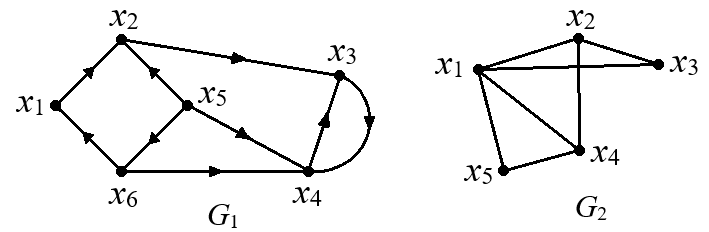 x₂
x₃
x₁
x₅
x₆
x₄
G₁
x₂
x₁
x₃
x₄
x₅
G₂